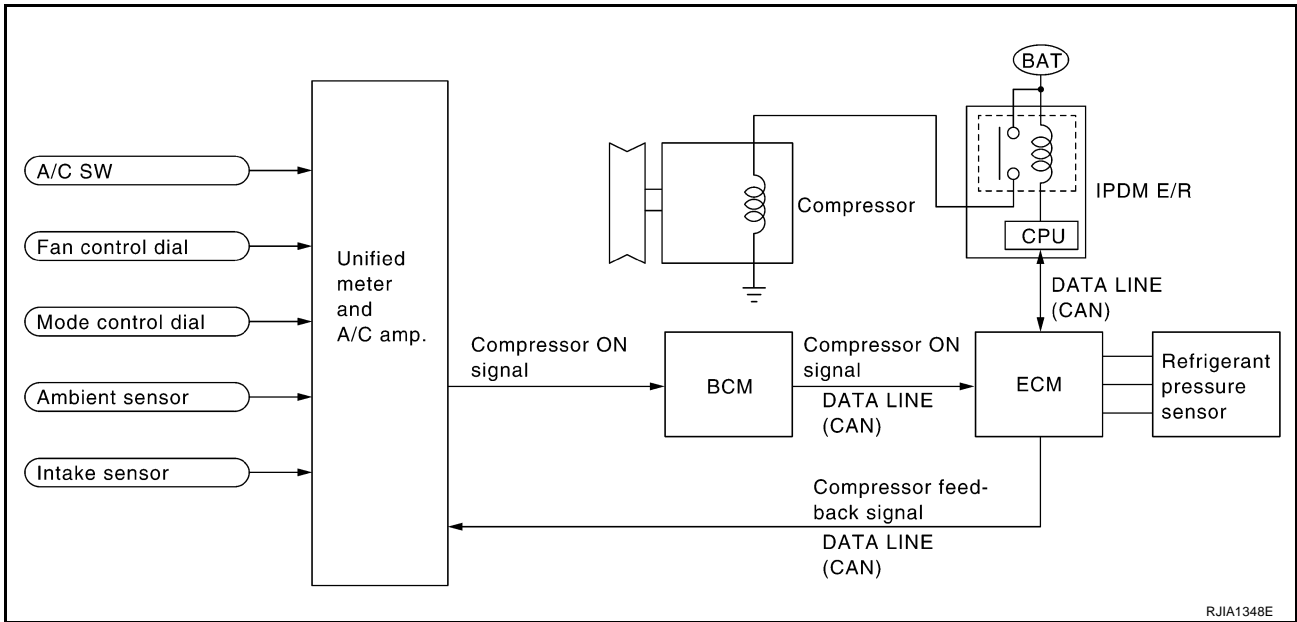 BAT
A/C SW
IPDM E/R
Compressor
CPU
Fan control dial
Unified
meter
and
A/C amp.
DATA LINE
(CAN)
Mode control dial
Compressor ON
signal
BCM
Compressor ON
signal
DATA LINE
(CAN)
ECM
Refrigerant
pressure
sensor
Ambient sensor
Intake sensor
Compressor feed-
back signal
DATA LINE
(CAN)
RJIA1348E